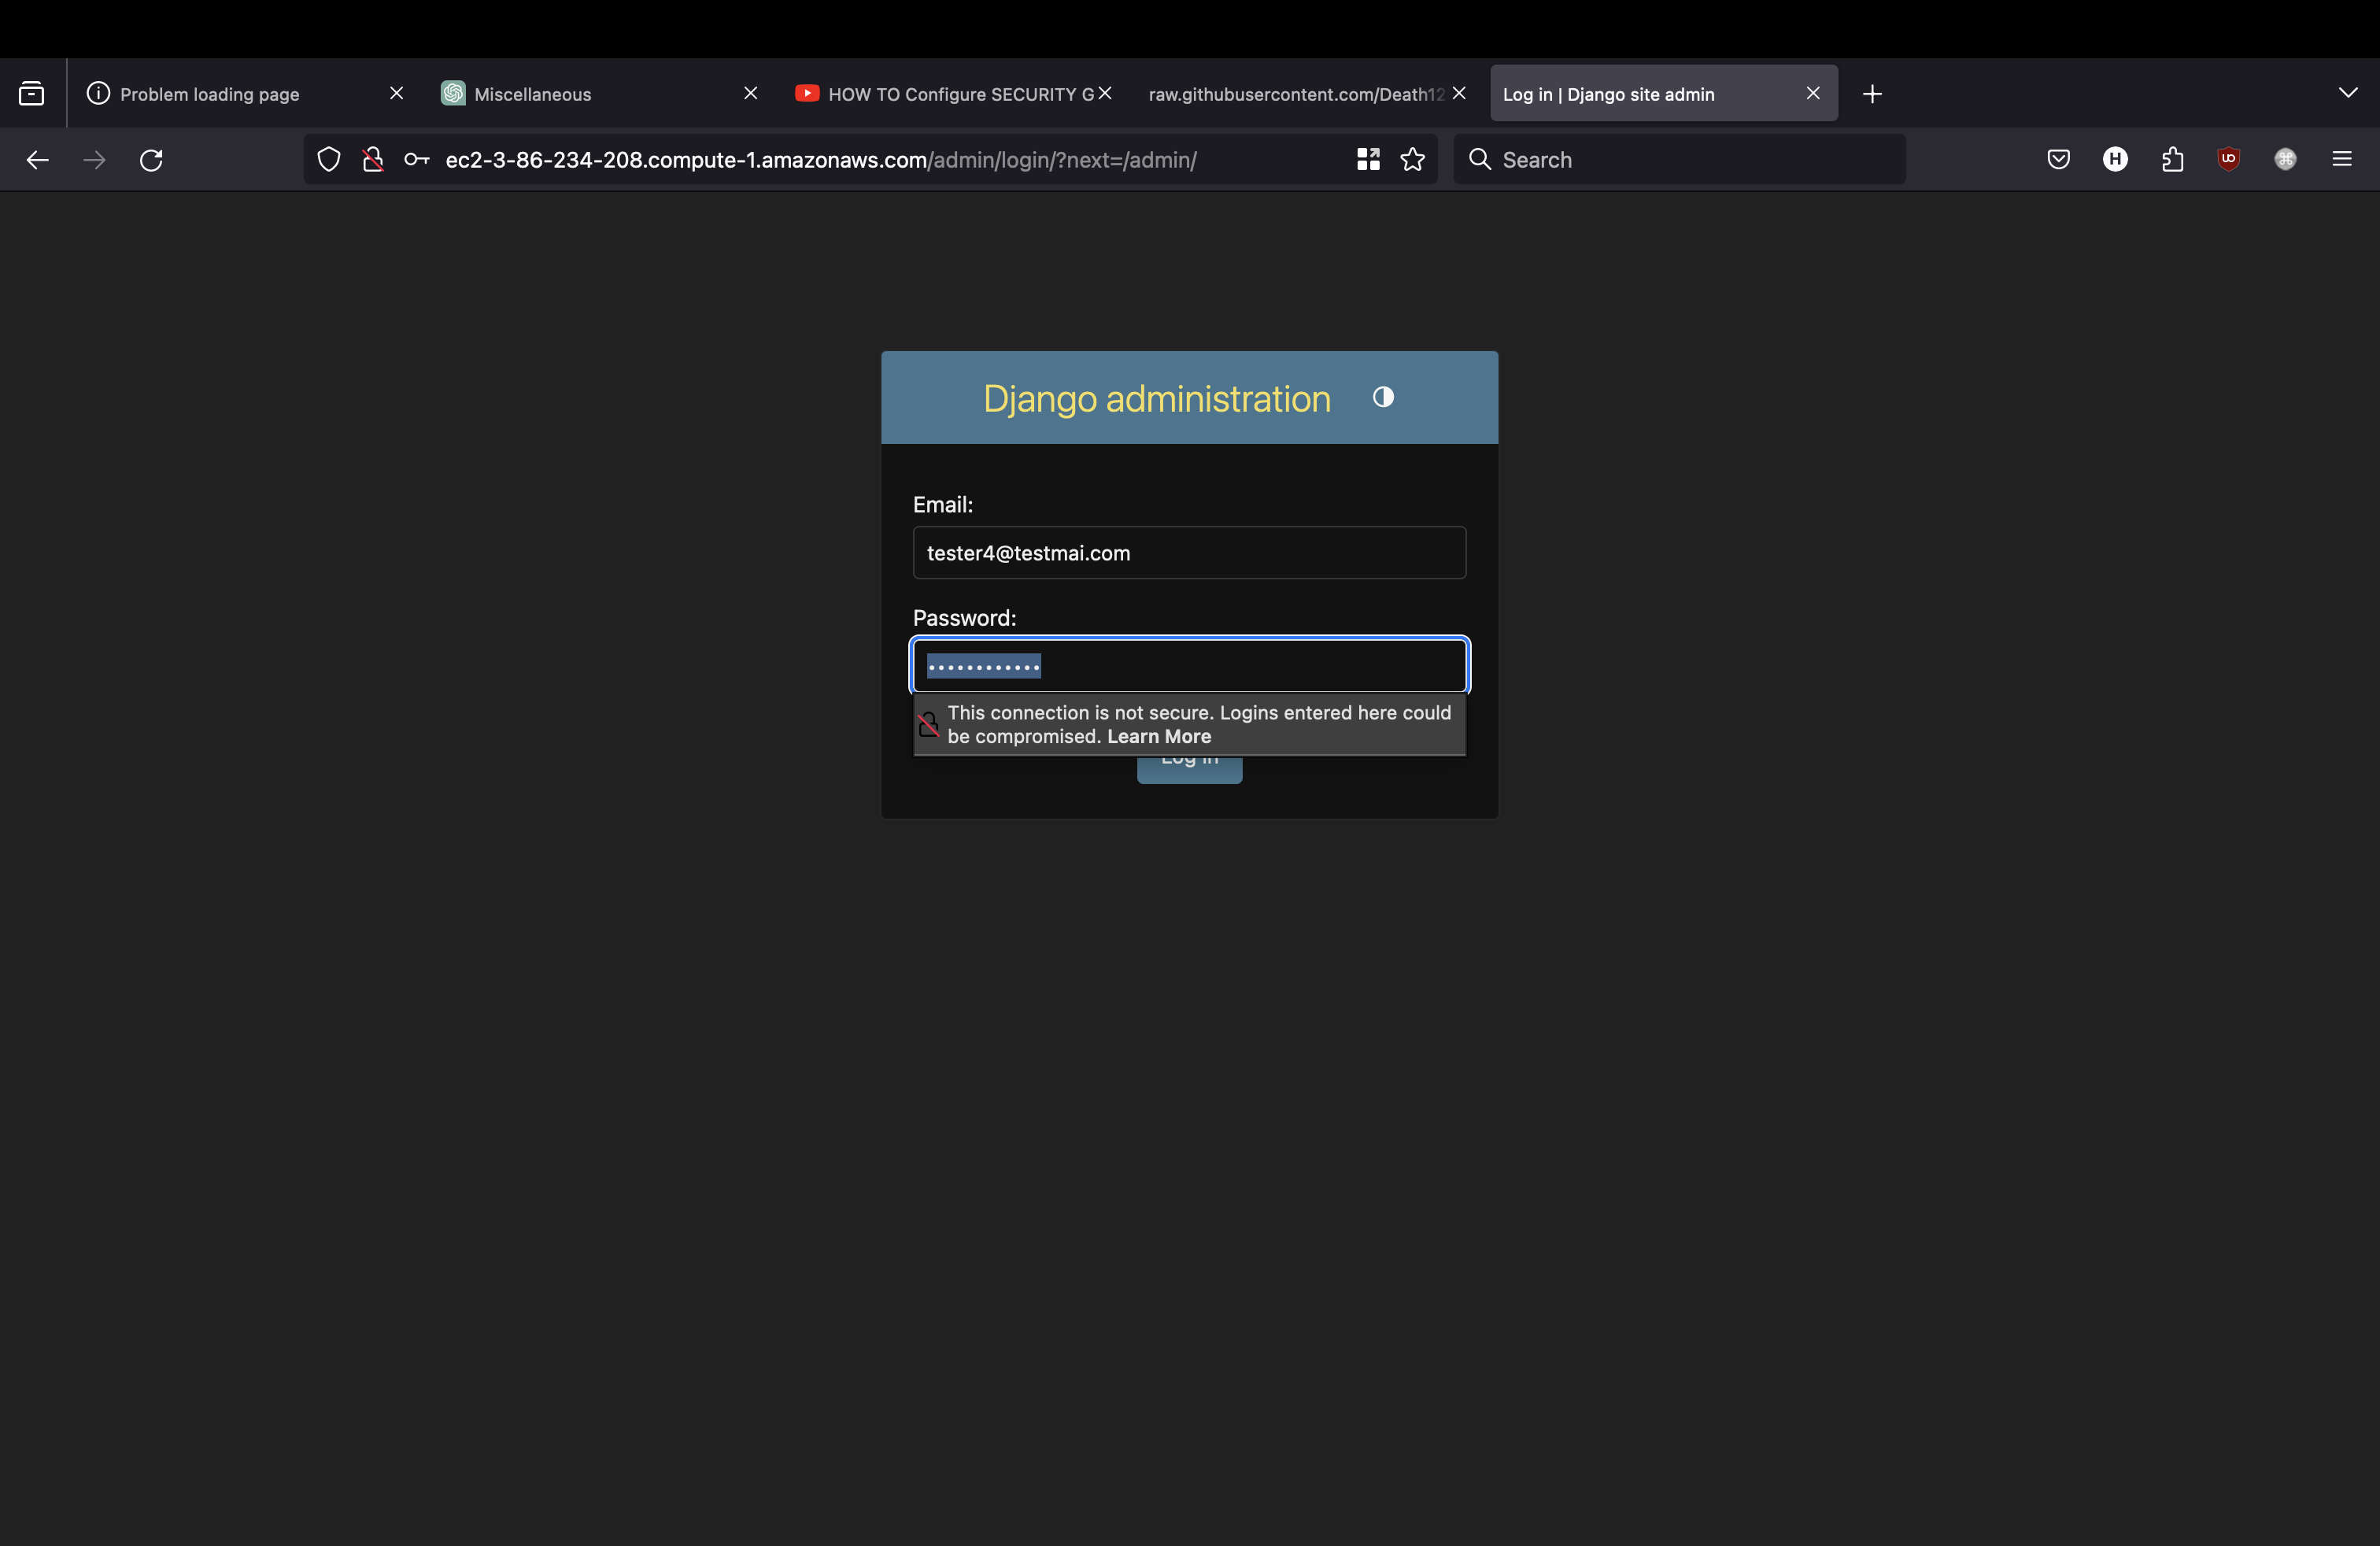 Problem loading page
Miscellaneous
HOW TO Configure SECURITY G
raw.githubusercontent.com/Death12
Log in | Django site admin
ec2-3-86-234-208.compute-1.amazonaws.com/admin/login/?next=/admin/
Search
H
UO
Django administration
Email:
tester4@testmai.com
Password:
This connection is not secure. Logins entered here could
be compromised. Learn More
Log in